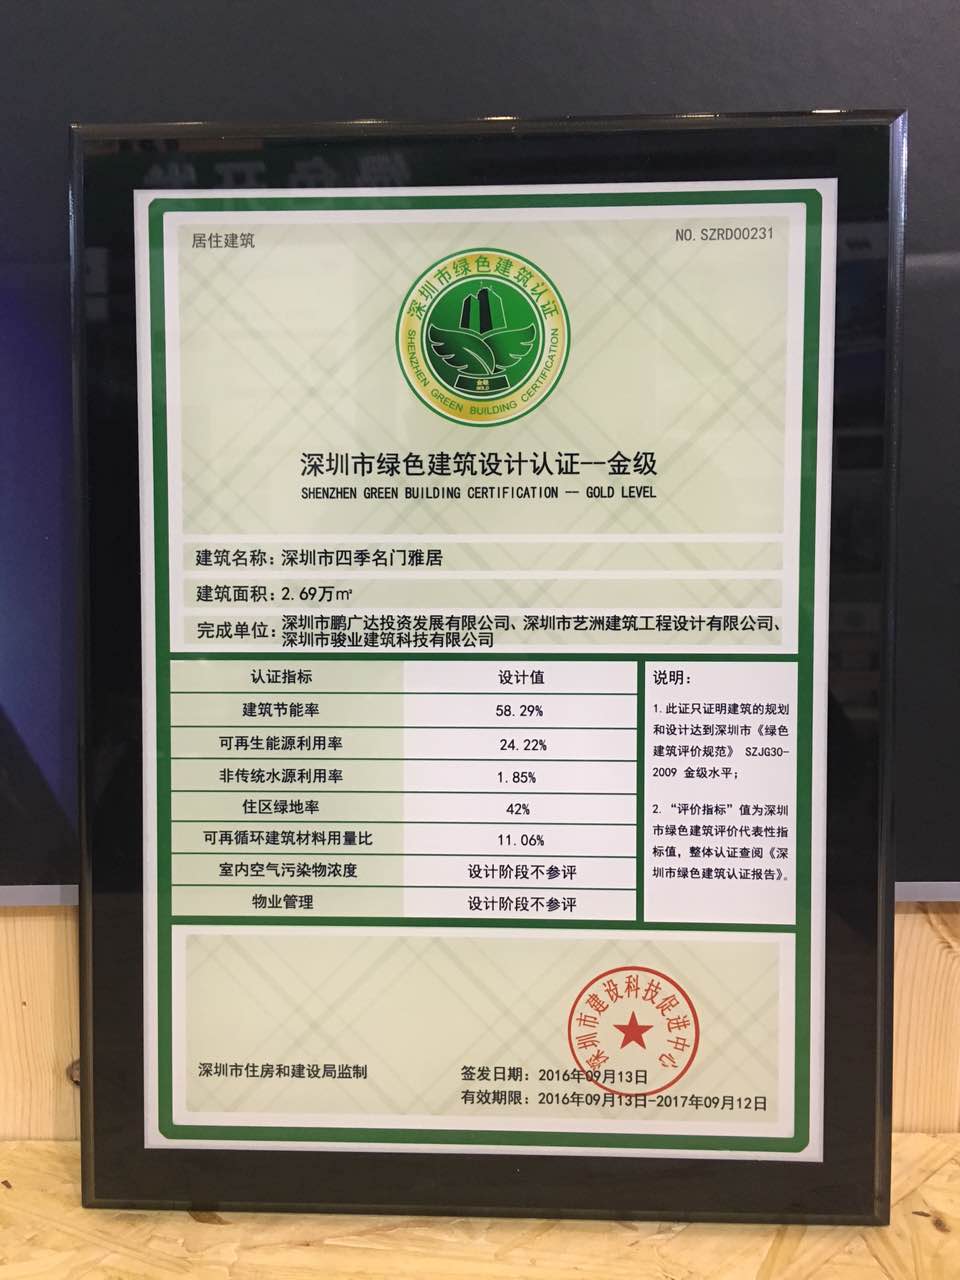 居住建筑
NO. SZRD00231
深圳市绿色建筑认证
SHENZHEN GREEN BUILDING CERTIFICATION
金级
GOLD
深圳市绿色建筑设计认证--金级
SHENZHEN GREEN BUILDING CERTIFICATION -- GOLD LEVEL
建筑名称：深圳市四季名门雅居
建筑面积：2.69万㎡
完成单位：深圳市鹏广达投资发展有限公司、深圳市艺洲建筑工程设计有限公司、
深圳市骏业建筑科技有限公司
认证指标 设计值
建筑节能率 58.29%
可再生能源利用率 24.22%
非传统水源利用率 1.85%
住区绿地率 42%
可再循环建筑材料用量比 11.06%
室内空气污染物浓度 设计阶段不参评
物业管理 设计阶段不参评
说明：
1.此证只证明建筑的规划
和设计达到深圳市《绿色
建筑评价规范》 SZJG30-
2009 金级水平；
2.“评价指标”值为深圳
市绿色建筑评价代表性指
标值，整体认证查阅《深
圳市绿色建筑认证报告》。
深圳市建设科技促进中心
深圳市住房和建设局监制
签发日期：2016年09月13日
有效期限：2016年09月13日-2017年09月12日